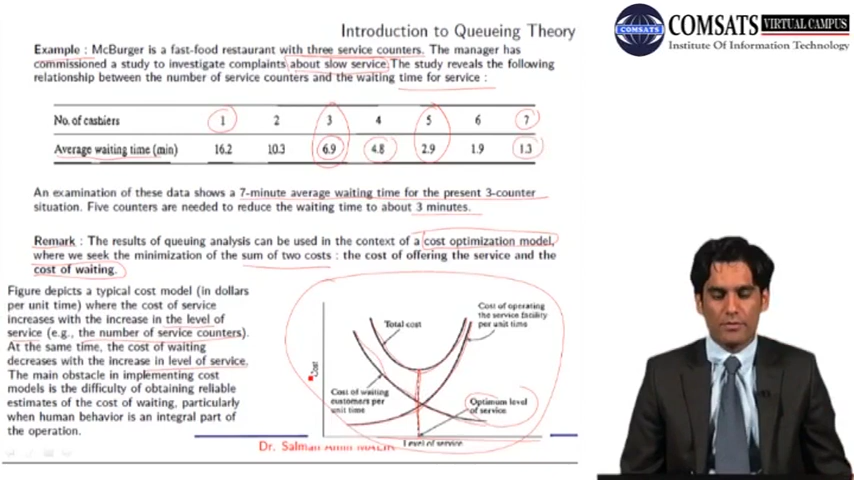 Introduction to Queueing Theory
COMSATS VIRTUAL CAMPUS
COMSATS
Institute Of Information Technology
Example: McBurger is a fast-food restaurant with three service counters. The manager has
commissioned a study to investigate complaints about slow service. The study reveals the following
relationship between the number of service counters and the waiting time for service :
No. of cashiers 1 2 3 4 5 6 7
Average waiting time (min) 16.2 10.3 6.9 4.8 2.9 1.9 1.3
An examination of these data shows a 7-minute average waiting time for the present 3-counter
situation. Five counters are needed to reduce the waiting time to about 3 minutes.
Remark : The results of queuing analysis can be used in the context of a cost optimization model,
where we seek the minimization of the sum of two costs : the cost of offering the service and the
cost of waiting.
Figure depicts a typical cost model (in dollars
per unit time) where the cost of service
increases with the increase in the level of
service (e.g., the number of service counters).
At the same time, the cost of waiting
decreases with the increase in level of service.
The main obstacle in implementing cost
models is the difficulty of obtaining reliable
estimates of the cost of waiting, particularly
when human behavior is an integral part of
the operation.
Cost of operating
the service facility
per unit time
Total cost
Cost
Cost of waiting
customers per
unit time
Optimum level
of service
Level of service
Dr. Salman Amin MALIK